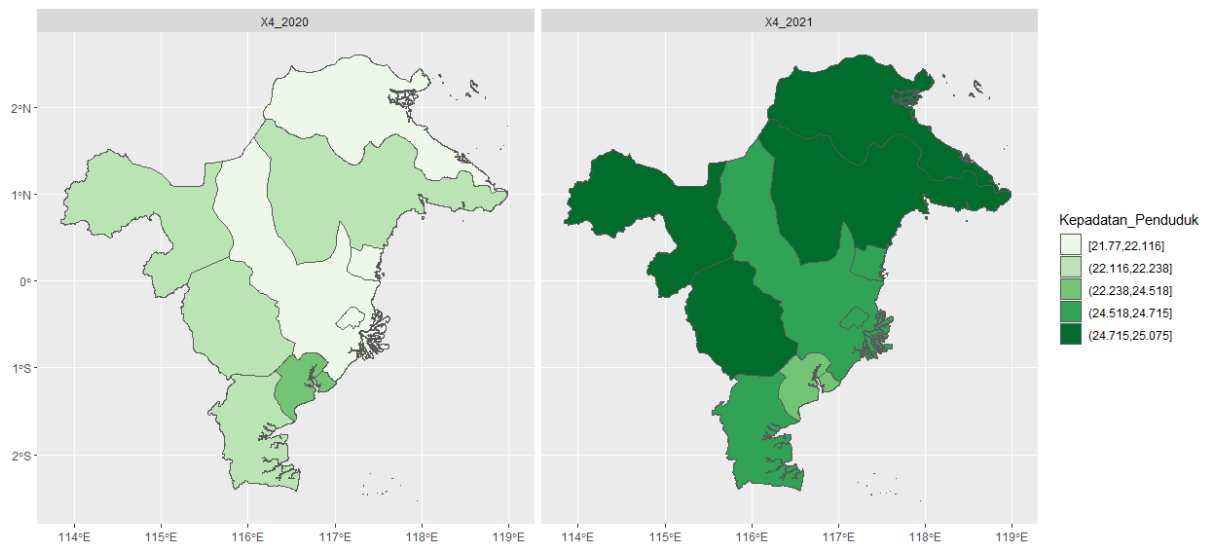 X4_2020
X4_2021
2°N
1°N
0°
1°S
2°S
114°E
115°E
116°E
117°E
118°E
119°E
114°E
115°E
116°E
117°E
118°E
119°E
Kepadatan_Penduduk
[21.77,22.116]
(22.116,22.238]
(22.238,24.518]
(24.518,24.715]
(24.715,25.075]